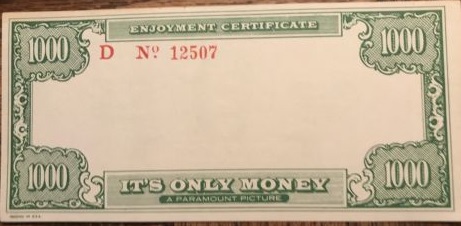 ENJOYMENT CERTIFICATE
1000 1000
D Nº 12507
1000 1000
IT'S ONLY MONEY
A PARAMOUNT PICTURE